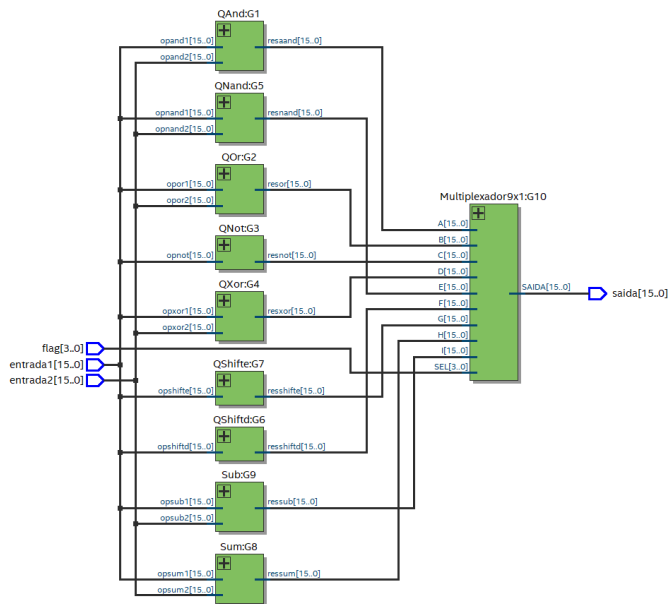 QAnd:G1
opand1[15..0]
resaand[15..0]
opand2[15..0]
QNand:G5
opnand1[15..0]
resnand[15..0]
opnand2[15..0]
QOr:G2
opor1[15..0]
resor[15..0]
opor2[15..0]
QNot:G3
opnot[15..0]
resnot[15..0]
QXor:G4
opxor1[15..0]
resxor[15..0]
opxor2[15..0]
flag[3..0]
entrada1[15..0]
entrada2[15..0]
QShifte:G7
opshifte[15..0]
resshifte[15..0]
QShiftd:G6
opshiftd[15..0]
resshiftd[15..0]
Sub:G9
opsub1[15..0]
ressub[15..0]
opsub2[15..0]
Sum:G8
opsum1[15..0]
ressum[15..0]
opsum2[15..0]
Multiplexador9x1:G10
A[15..0]
B[15..0]
C[15..0]
D[15..0]
E[15..0]
F[15..0]
G[15..0]
H[15..0]
I[15..0]
SEL[3..0]
SAIDA[15..0]
saida[15..0]